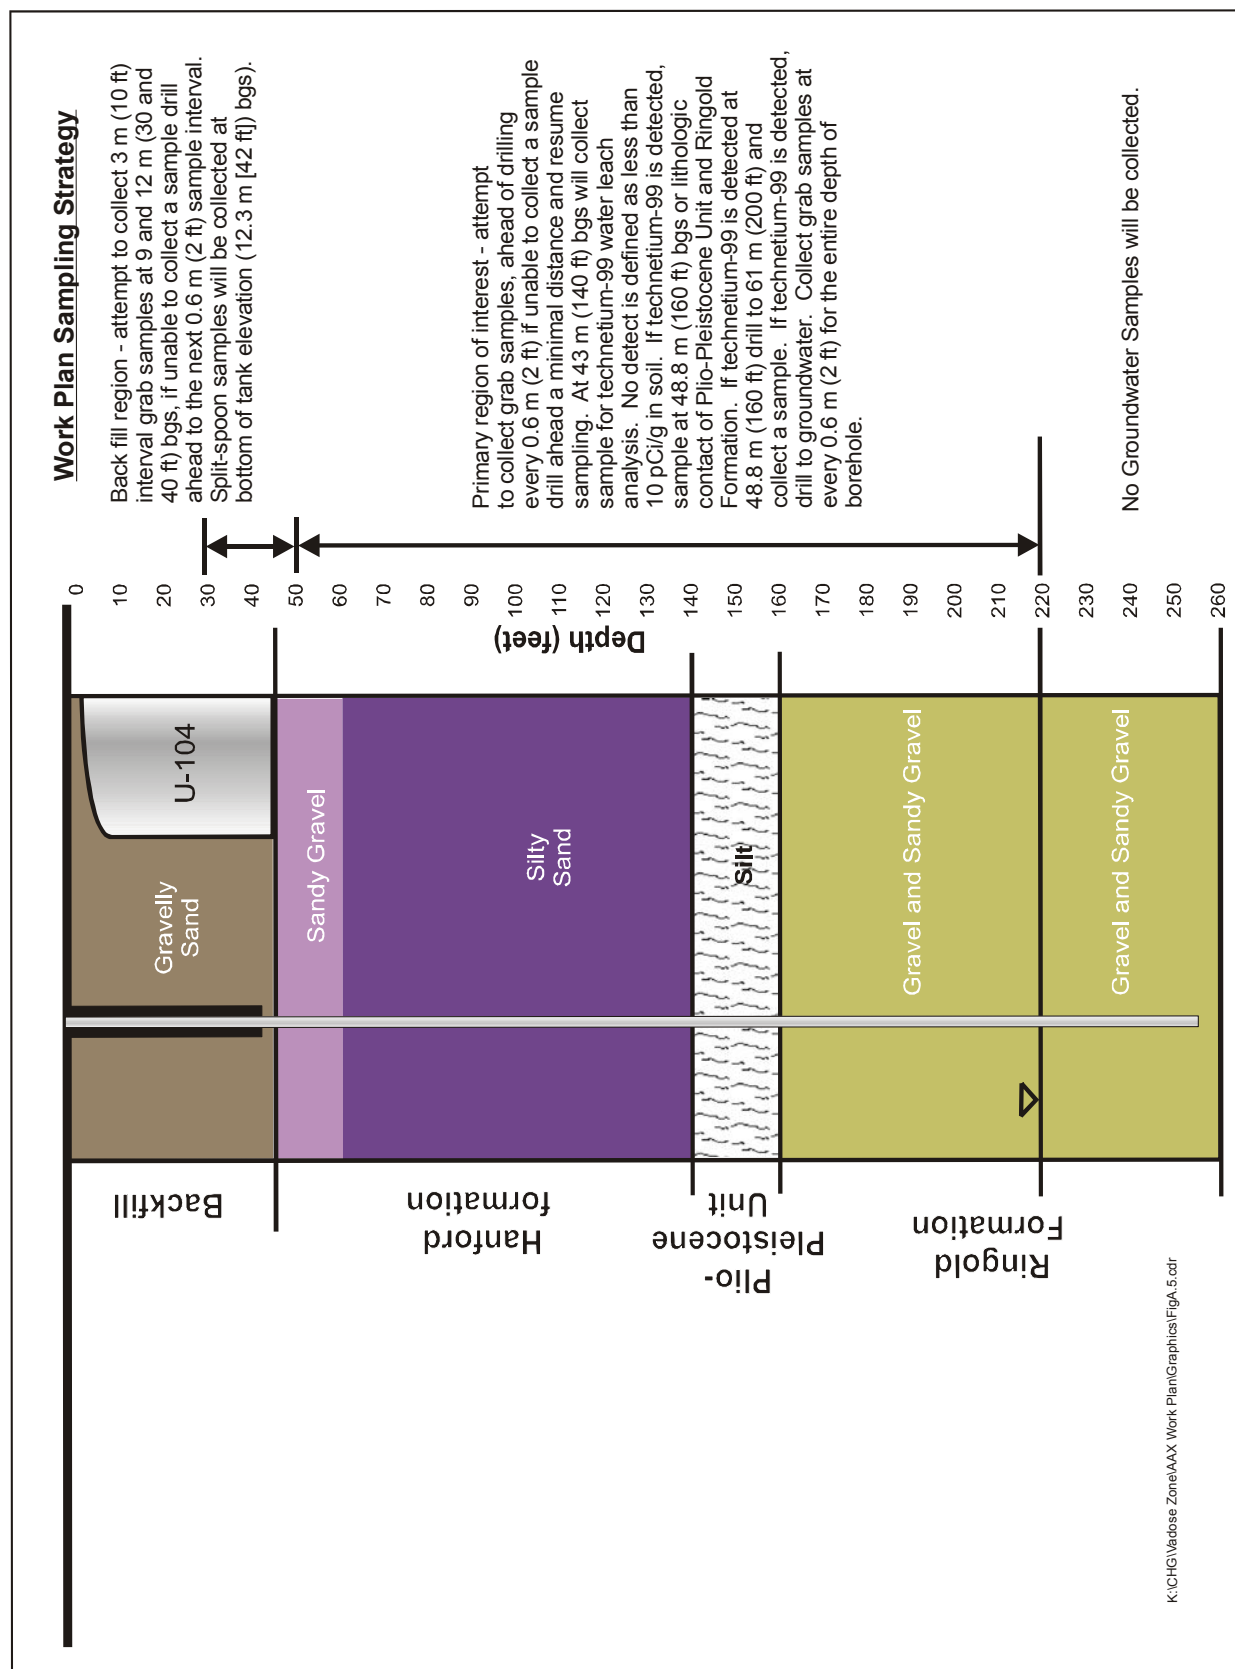 Work Plan Sampling Strategy
Back fill region - attempt to collect 3 m (10 ft)
interval grab samples at 9 and 12 m (30 and
40 ft) bgs, if unable to collect a sample drill
ahead to the next 0.6 m (2 ft) sample interval.
Split-spoon samples will be collected at
bottom of tank elevation (12.3 m [42 ft]) bgs).
Primary region of interest - attempt
to collect grab samples, ahead of drilling
every 0.6 m (2 ft) if unable to collect a sample
drill ahead a minimal distance and resume
sampling. At 43 m (140 ft) bgs will collect
sample for technetium-99 water leach
analysis. No detect is defined as less than
10 pCi/g in soil. If technetium-99 is detected,
sample at 48.8 m (160 ft) bgs or lithologic
contact of Plio-Pleistocene Unit and Ringold
Formation. If technetium-99 is detected at
48.8 m (160 ft) drill to 61 m (200 ft) and
collect a sample. If technetium-99 is detected,
drill to groundwater. Collect grab samples at
every 0.6 m (2 ft) for the entire depth of
borehole.
No Groundwater Samples will be collected.
0
10
20
30
40
50
60
70
80
90
100
110
120
130
140
150
160
170
180
190
200
210
220
230
240
250
260
Depth (feet)
U-104
Gravelly
Sand
Sandy Gravel
Silty
Sand
Silt
Gravel and Sandy Gravel
Gravel and Sandy Gravel
Backfill
Hanford
formation
Plio-
Pleistocene
Unit
Ringold
Formation
K:\CHG\Vadose Zone\AAX Work Plan\Graphics\FigA.5.cdr